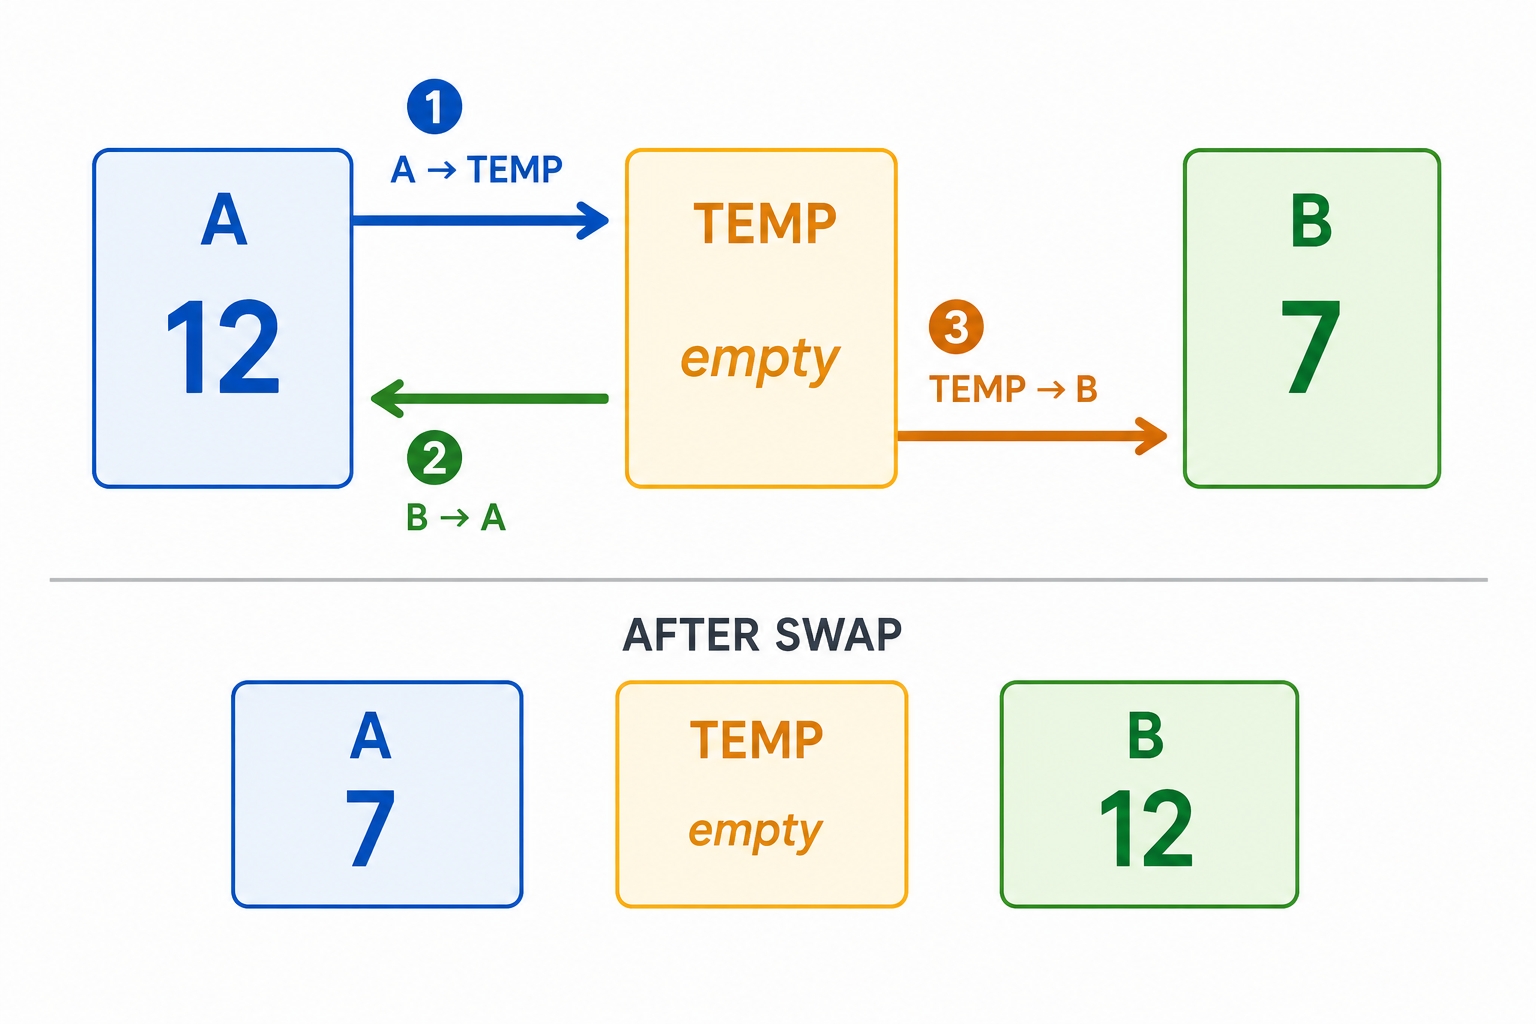 1
A → TEMP
A
12
TEMP
empty
B
7
2
B → A
3
TEMP → B
AFTER SWAP
A
7
TEMP
empty
B
12